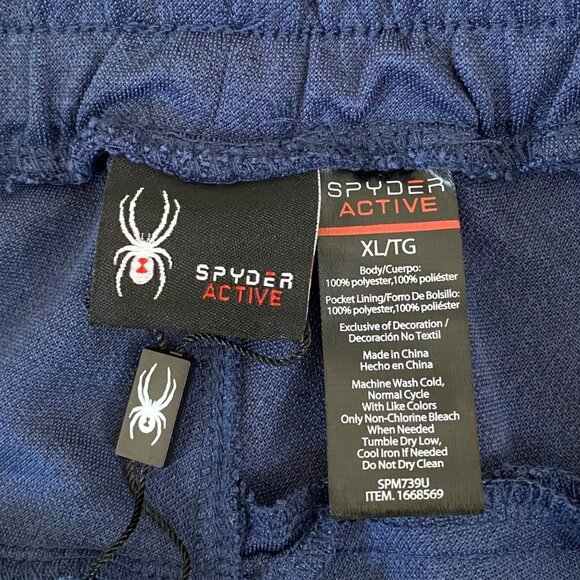 SPYDER
ACTIVE
SPYDER
ACTIVE
XL/TG
Body/Cuerpo:
100% polyester,100% poliéster
Pocket Lining/Forro De Bolsillo:
100% polyester,100% poliéster
Exclusive of Decoration /
Decoración No Textil
Made in China
Hecho en China
Machine Wash Cold,
Normal Cycle
With Like Colors
Only Non-Chlorine Bleach
When Needed
Tumble Dry Low,
Cool Iron If Needed
Do Not Dry Clean
SPM739U
ITEM. 1668569